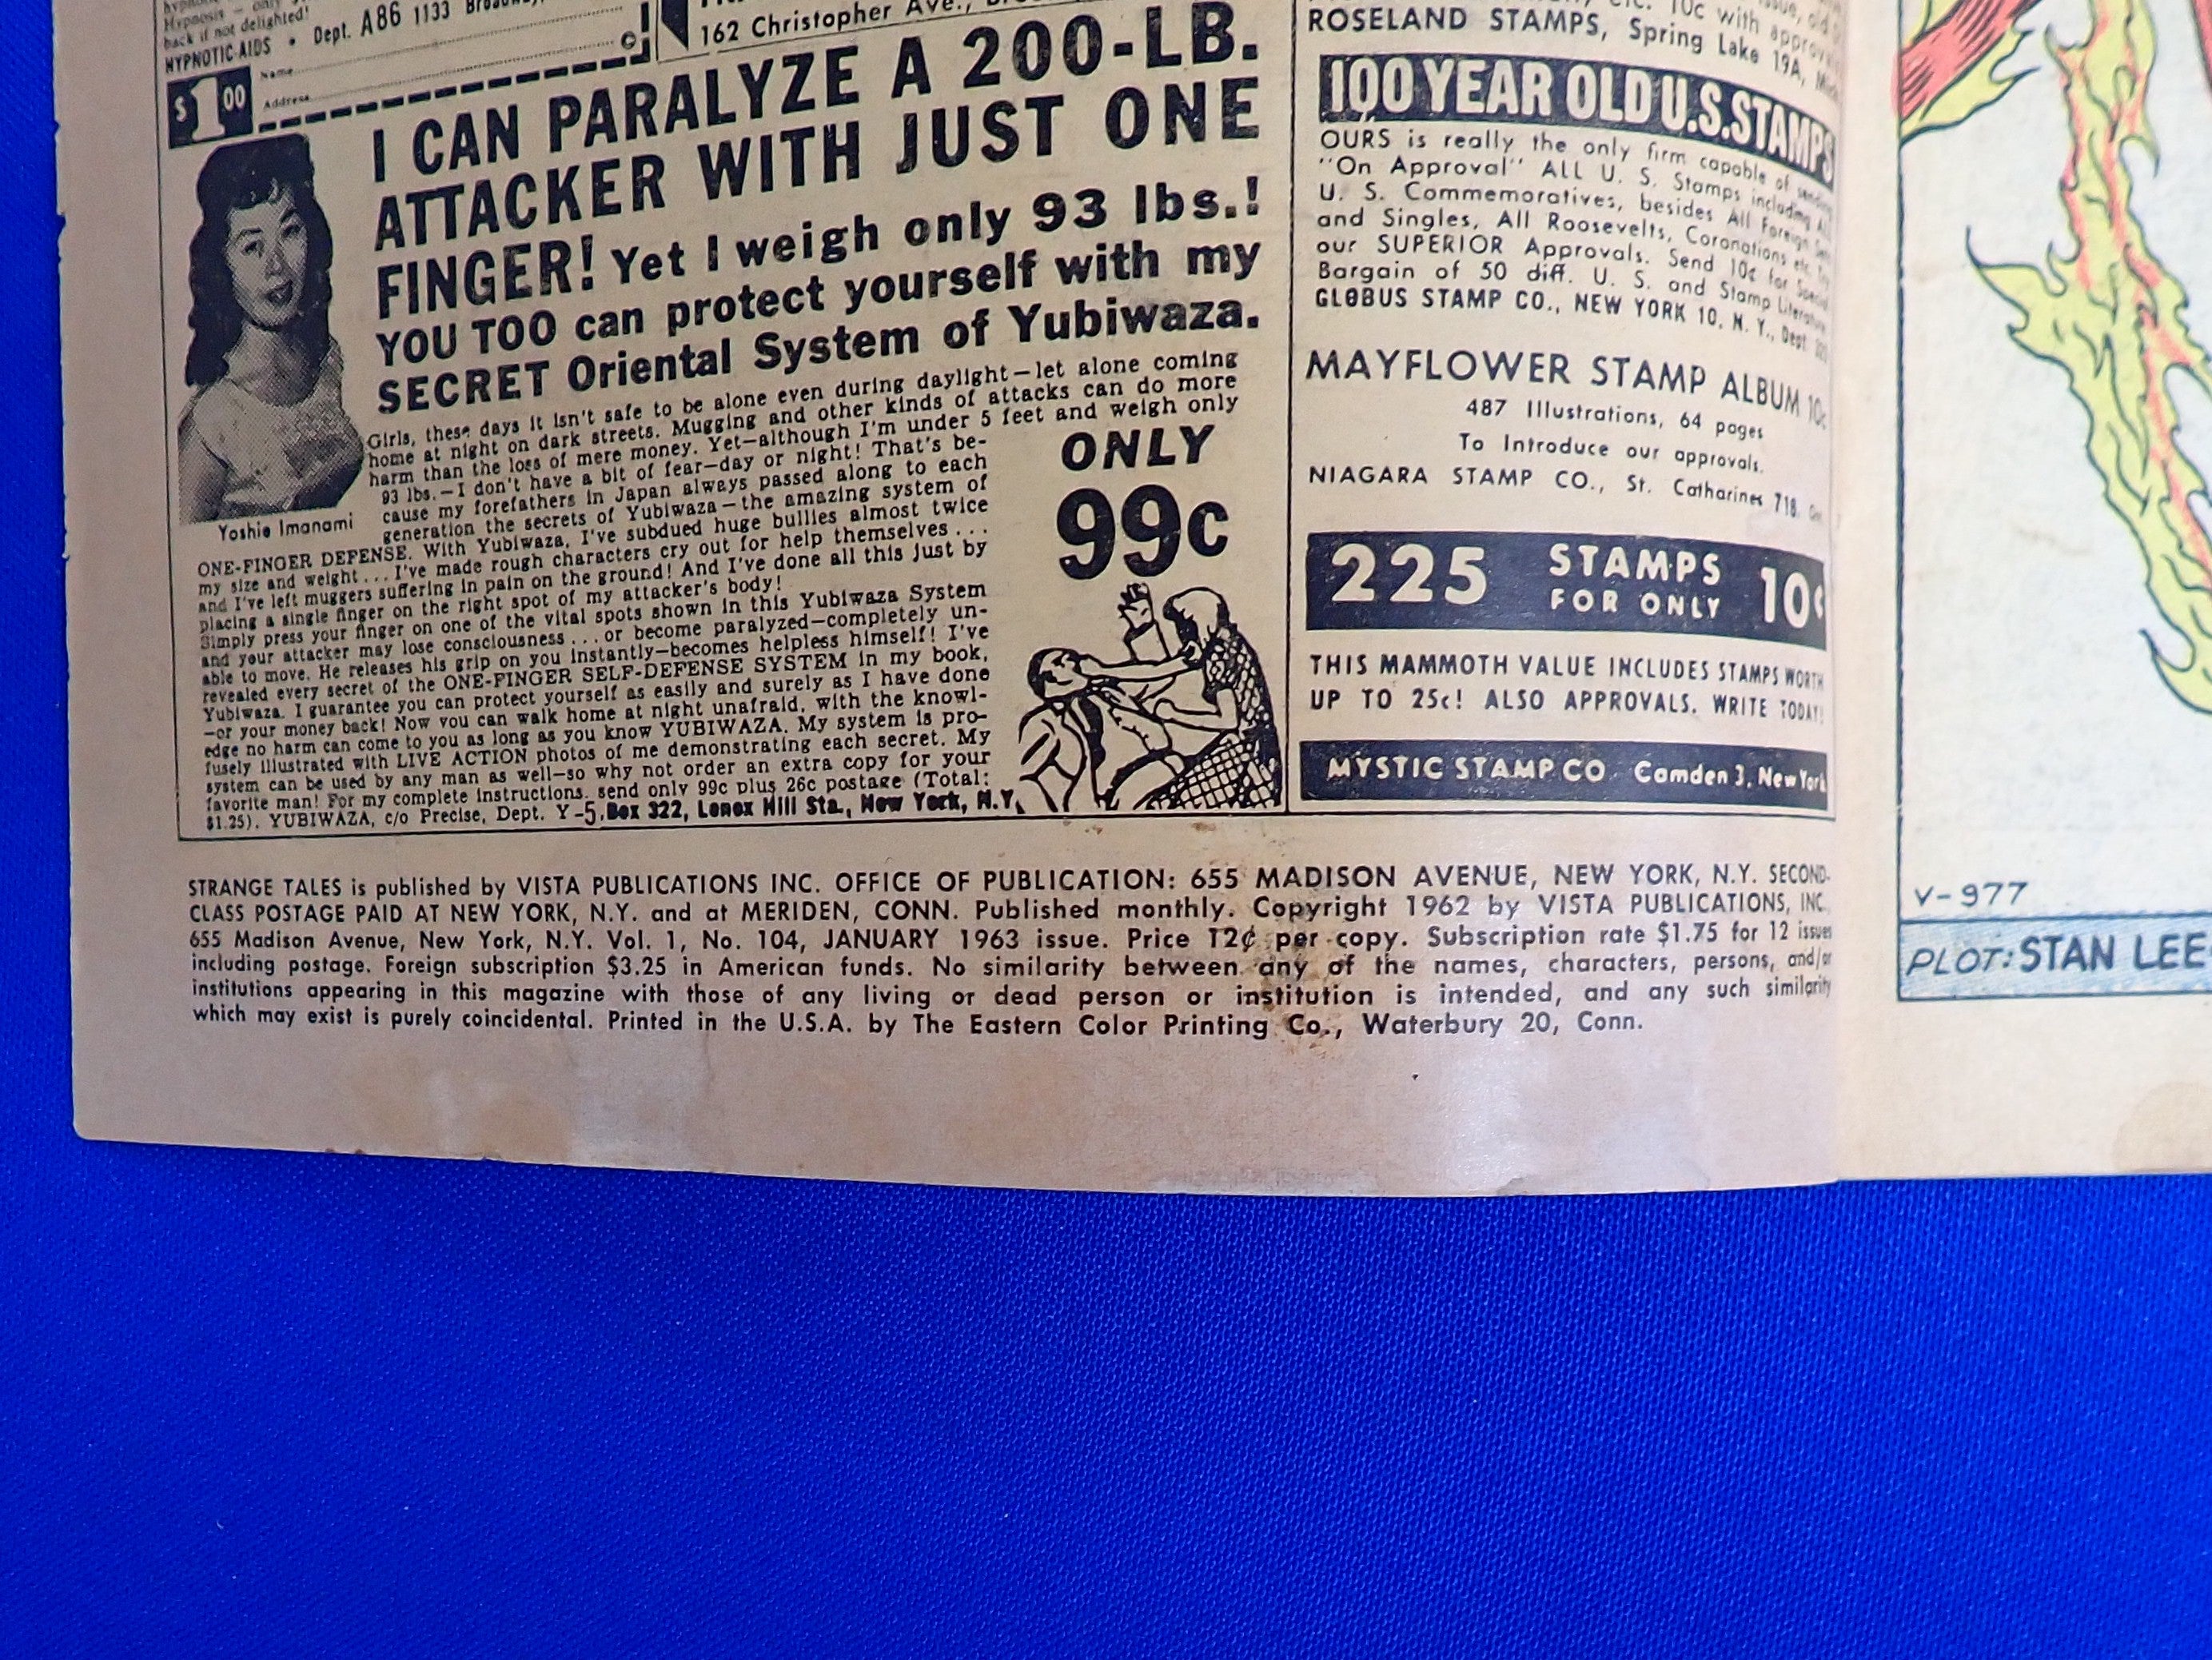 Hypnosis — only
back if not delighted!
HYPNOTIC-AIDS • Dept. A86 1133
$1.00
Name
Address
162 Christopher Ave.,
I CAN PARALYZE A 200-LB.
ATTACKER WITH JUST ONE
FINGER! Yet I weigh only 93 lbs.!
YOU TOO can protect yourself with my
SECRET Oriental System of Yubiwaza.
Yoshie Imanami
Girls, these days it isn't safe to be alone even during daylight—let alone coming
home at night on dark streets. Mugging and other kinds of attacks can do more
harm than the loss of mere money. Yet—although I'm under 5 feet and weigh only
93 lbs.—I don't have a bit of fear—day or night! That's be-
cause my forefathers in Japan always passed along to each
generation the secrets of Yubiwaza—the amazing system of
ONE-FINGER DEFENSE. With Yubiwaza, I've subdued huge bullies almost twice
my size and weight... I've made rough characters cry out for help themselves...
and I've left muggers suffering in pain on the ground! And I've done all this just by
placing a single finger on the right spot of my attacker's body!
Simply press your finger on one of the vital spots shown in this Yubiwaza System
and your attacker may lose consciousness...or become paralyzed—completely un-
able to move. He releases his grip on you instantly—becomes helpless himself! I've
revealed every secret of the ONE-FINGER SELF-DEFENSE SYSTEM in my book,
Yubiwaza. I guarantee you can protect yourself as easily and surely as I have done
—or your money back! Now you can walk home at night unafraid, with the knowl-
edge no harm can come to you as long as you know YUBIWAZA. My system is pro-
fusely illustrated with LIVE ACTION photos of me demonstrating each secret. My
system can be used by any man as well—so why not order an extra copy for your
favorite man! For my complete instructions, send only 99c plus 26c postage (Total:
$1.25). YUBIWAZA, c/o Precise, Dept. Y-5, Box 322, Lenox Hill Sta., New York, N.Y.
ONLY
99c
10c with
ROSELAND STAMPS, Spring Lake 19A,
100 YEAR OLD U.S. STAMPS
OURS is really the only firm capable of sending
"On Approval" ALL U. S. Stamps including All
U. S. Commemoratives, besides All Foreign Sets
and Singles, All Roosevelts, Coronations etc. Try
our SUPERIOR Approvals. Send 10¢ for Special
Bargain of 50 diff. U. S. and Stamp Literature.
GLOBUS STAMP CO., NEW YORK 10, N. Y., Dept.
MAYFLOWER STAMP ALBUM 10c
487 Illustrations, 64 pages
To Introduce our approvals.
NIAGARA STAMP CO., St. Catharines 718,
225 STAMPS FOR ONLY 10¢
THIS MAMMOTH VALUE INCLUDES STAMPS WORTH
UP TO 25c! ALSO APPROVALS. WRITE TODAY!
MYSTIC STAMP CO. Camden 3, New York
STRANGE TALES is published by VISTA PUBLICATIONS INC. OFFICE OF PUBLICATION: 655 MADISON AVENUE, NEW YORK, N.Y. SECOND-
CLASS POSTAGE PAID AT NEW YORK, N.Y. and at MERIDEN, CONN. Published monthly. Copyright 1962 by VISTA PUBLICATIONS, INC.
655 Madison Avenue, New York, N.Y. Vol. 1, No. 104, JANUARY 1963 issue. Price 12¢ per copy. Subscription rate $1.75 for 12 issues
including postage. Foreign subscription $3.25 in American funds. No similarity between any of the names, characters, persons, and/or
institutions appearing in this magazine with those of any living or dead person or institution is intended, and any such similarity
which may exist is purely coincidental. Printed in the U.S.A. by The Eastern Color Printing Co., Waterbury 20, Conn.
V-977
PLOT: STAN LEE